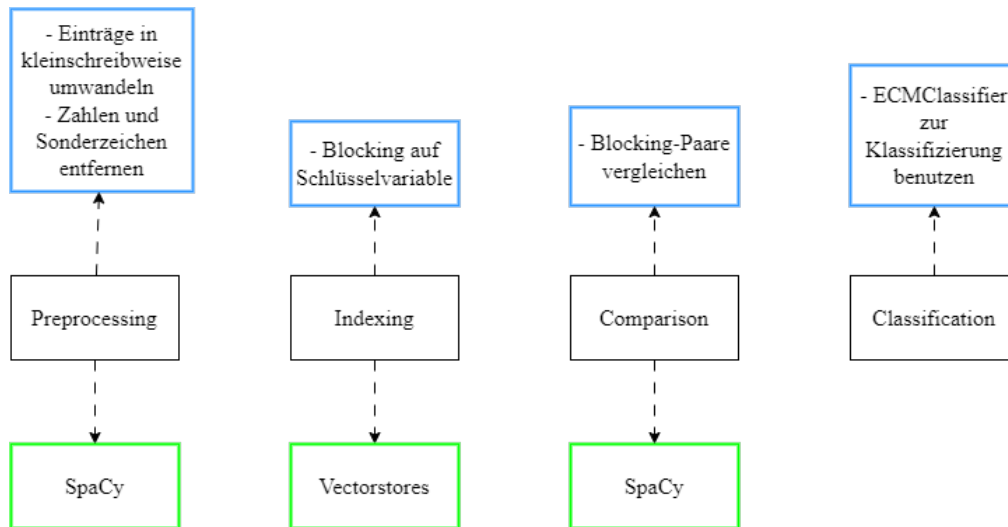 - Einträge in
kleinschreibweise
umwandeln
- Zahlen und
Sonderzeichen
entfernen
- Blocking auf
Schlüsselvariable
- Blocking-Paare
vergleichen
- ECMClassifier
zur
Klassifizierung
benutzen
Preprocessing
Indexing
Comparison
Classification
SpaCy
Vectorstores
SpaCy